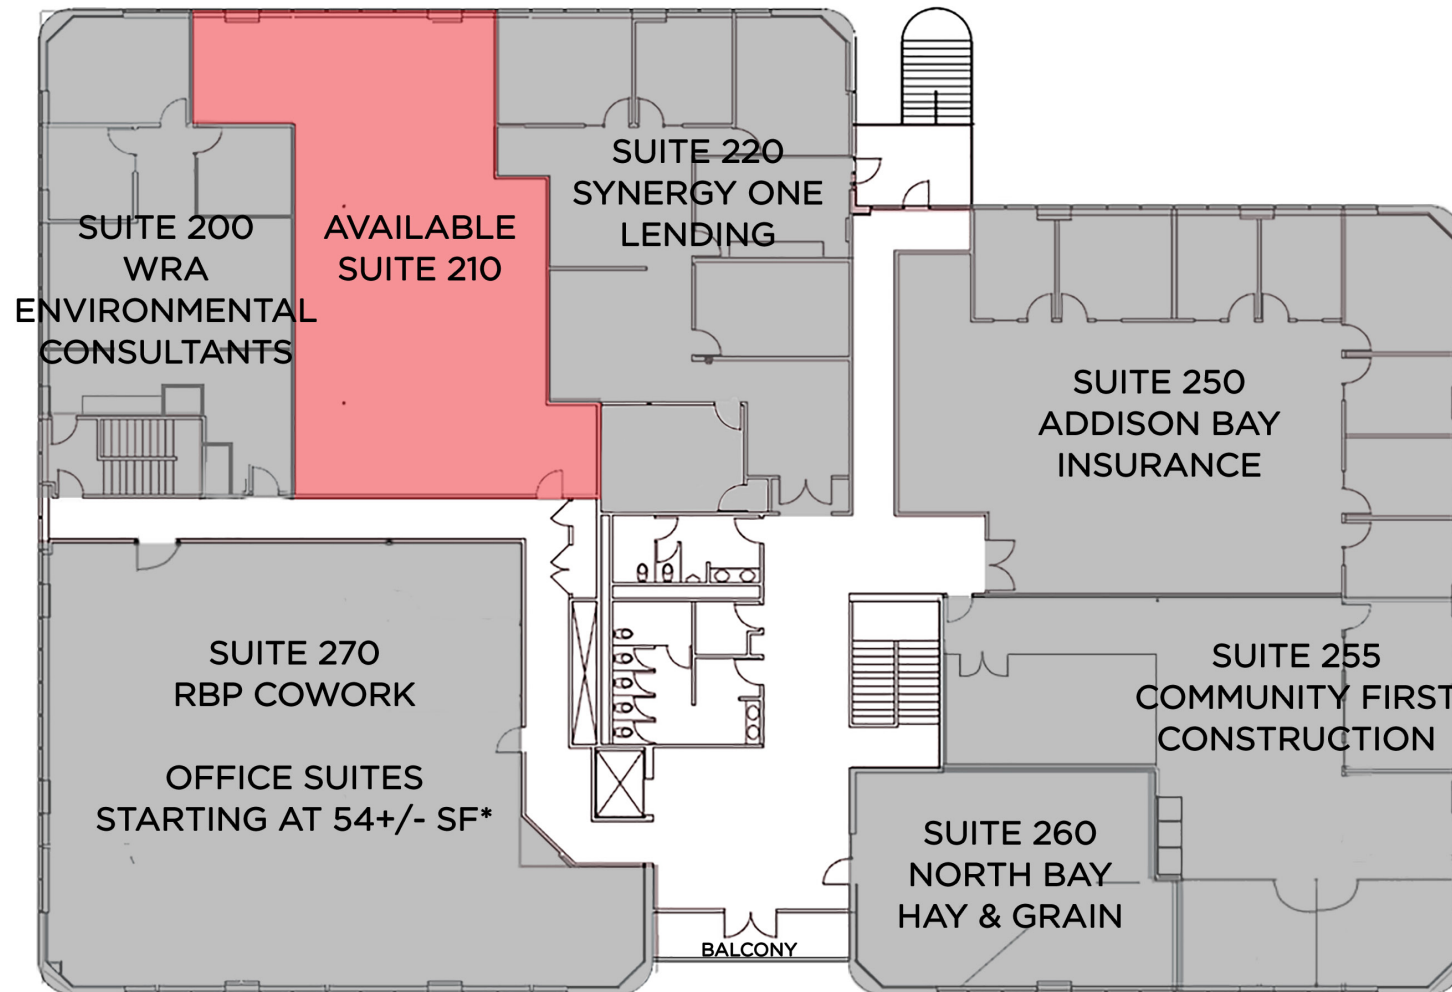 SUITE 200
WRA
ENVIRONMENTAL
CONSULTANTS
AVAILABLE
SUITE 210
SUITE 220
SYNERGY ONE
LENDING
SUITE 250
ADDISON BAY
INSURANCE
SUITE 270
RBP COWORK
OFFICE SUITES
STARTING AT 54+/- SF*
SUITE 255
COMMUNITY FIRST
CONSTRUCTION
SUITE 260
NORTH BAY
HAY & GRAIN
BALCONY